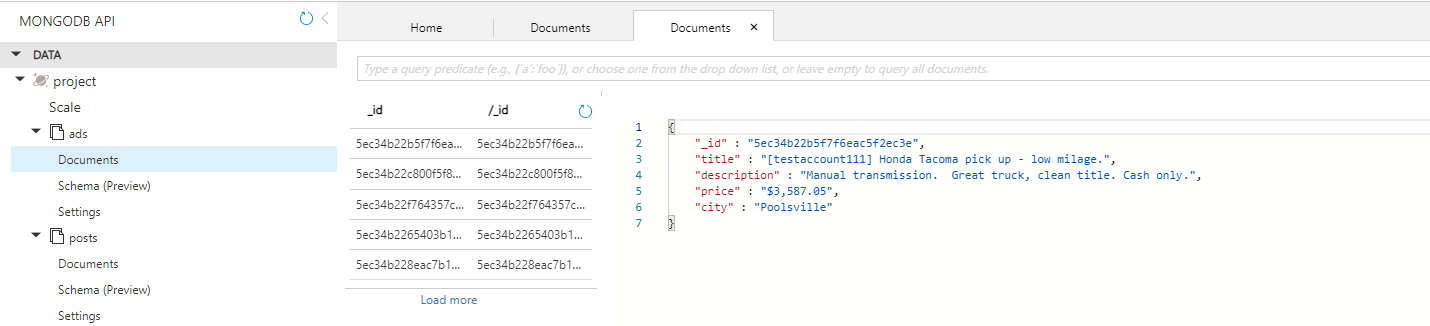 MONGODB API
DATA
project
Scale
ads
Documents
Schema (Preview)
Settings
posts
Documents
Schema (Preview)
Settings
Home Documents Documents ×
Type a query predicate (e.g., {´a´:´foo´}), or choose one from the drop down list, or leave empty to query all documents.
_id /_id
5ec34b22b5f7f6ea... 5ec34b22b5f7f6ea...
5ec34b22c800f5f8... 5ec34b22c800f5f8...
5ec34b22f764357c... 5ec34b22f764357c...
5ec34b2265403b1... 5ec34b2265403b1...
5ec34b228eac7b1... 5ec34b228eac7b1...
Load more
1 {
2 "_id" : "5ec34b22b5f7f6eac5f2ec3e",
3 "title" : "[testaccount111] Honda Tacoma pick up - low milage.",
4 "description" : "Manual transmission.  Great truck, clean title. Cash only.",
5 "price" : "$3,587.05",
6 "city" : "Poolsville"
7 }